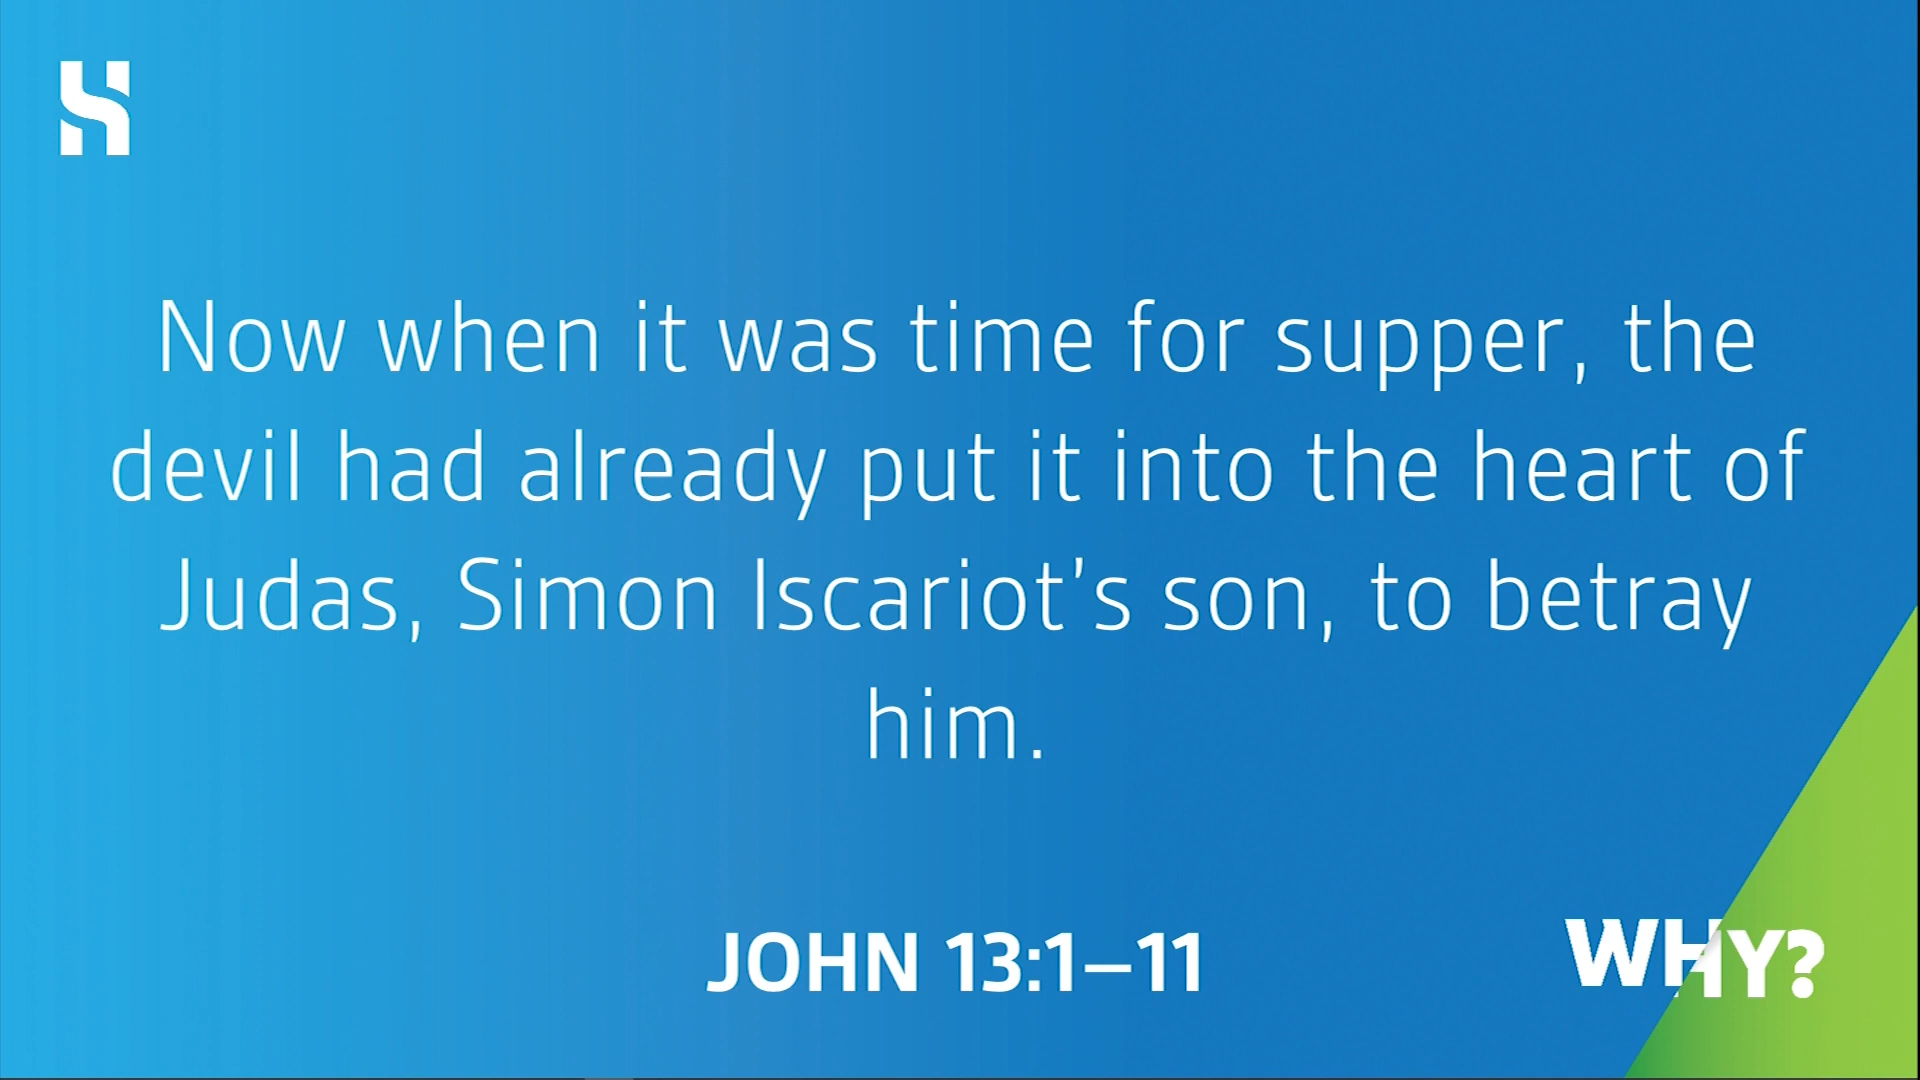 Now when it was time for supper, the
devil had already put it into the heart of
Judas, Simon Iscariot’s son, to betray
him.
JOHN 13:1–11
WHY?